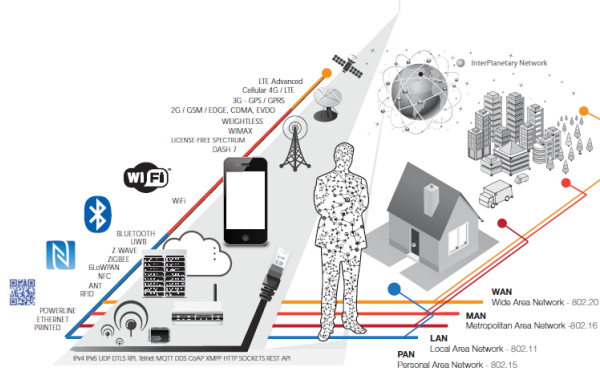 InterPlanetary Network
LTE Advanced
Cellular 4G / LTE
3G - GPS / GPRS
2G / GSM / EDGE, CDMA, EVDO
WEIGHTLESS
WIMAX
LICENSE-FREE SPECTRUM
DASH 7
Wi Fi
WiFi
BLUETOOTH
UWB
Z-WAVE
ZIGBEE
6LoWPAN
NFC
ANT
RFID
POWERLINE
ETHERNET
PRINTED
IPv4 IPv6 UDP DTLS RPL Telnet MQTT DDS CoAP XMPP HTTP SOCKETS REST API
WAN
Wide Area Network - 802.20
MAN
Metropolitan Area Network -802.16
LAN
Local Area Network - 802.11
PAN
Personal Area Network - 802.15